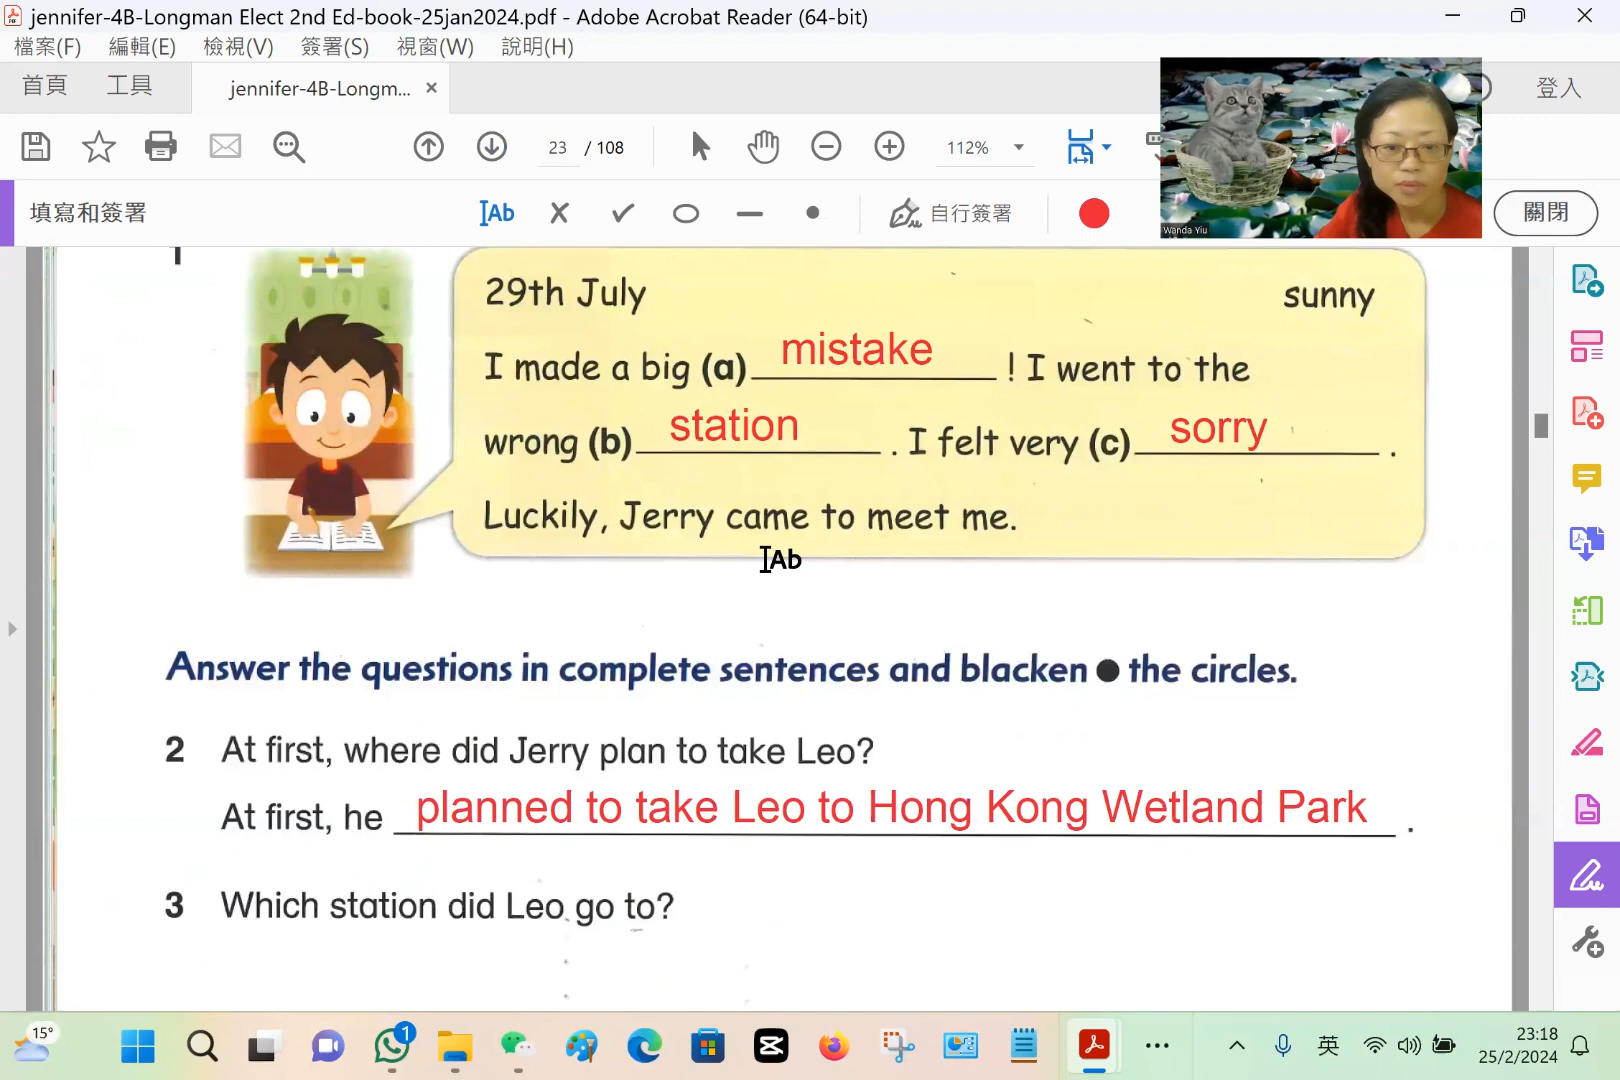 jennifer-4B-Longman Elect 2nd Ed-book-25jan2024.pdf - Adobe Acrobat Reader (64-bit)
檔案(F) 編輯(E) 檢視(V) 簽署(S) 視窗(W) 說明(H)
首頁 工具 jennifer-4B-Longm... × 登入
23 / 108 112%
填寫和簽署 Ab 自行簽署 關閉
Wanda Yiu
1
29th July sunny
I made a big (a) mistake ! I went to the
wrong (b) station . I felt very (c) sorry .
Luckily, Jerry came to meet me.
Ab
Answer the questions in complete sentences and blacken ● the circles.
2 At first, where did Jerry plan to take Leo?
At first, he planned to take Leo to Hong Kong Wetland Park .
3 Which station did Leo go to?
15° 1 英 23:18
25/2/2024